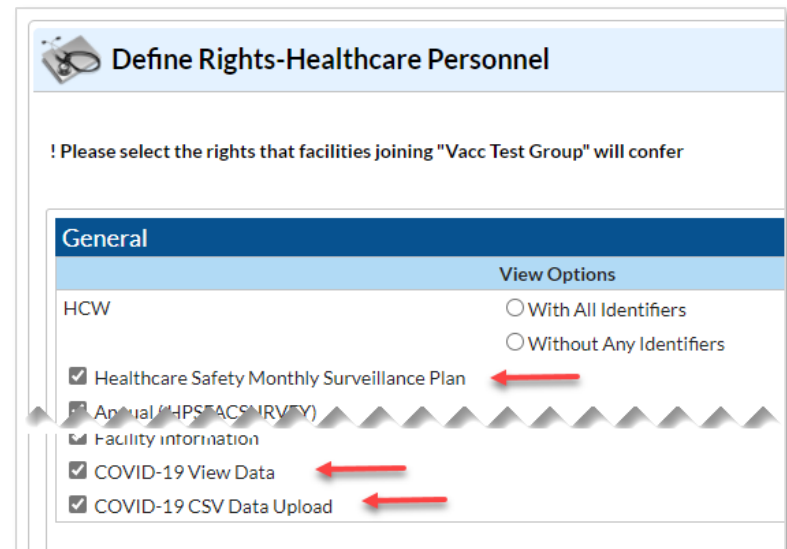 Define Rights-Healthcare Personnel
! Please select the rights that facilities joining "Vacc Test Group" will confer
General
View Options
HCW
With All Identifiers
Without Any Identifiers
Healthcare Safety Monthly Surveillance Plan
Annual
Facility Information
COVID-19 View Data
COVID-19 CSV Data Upload